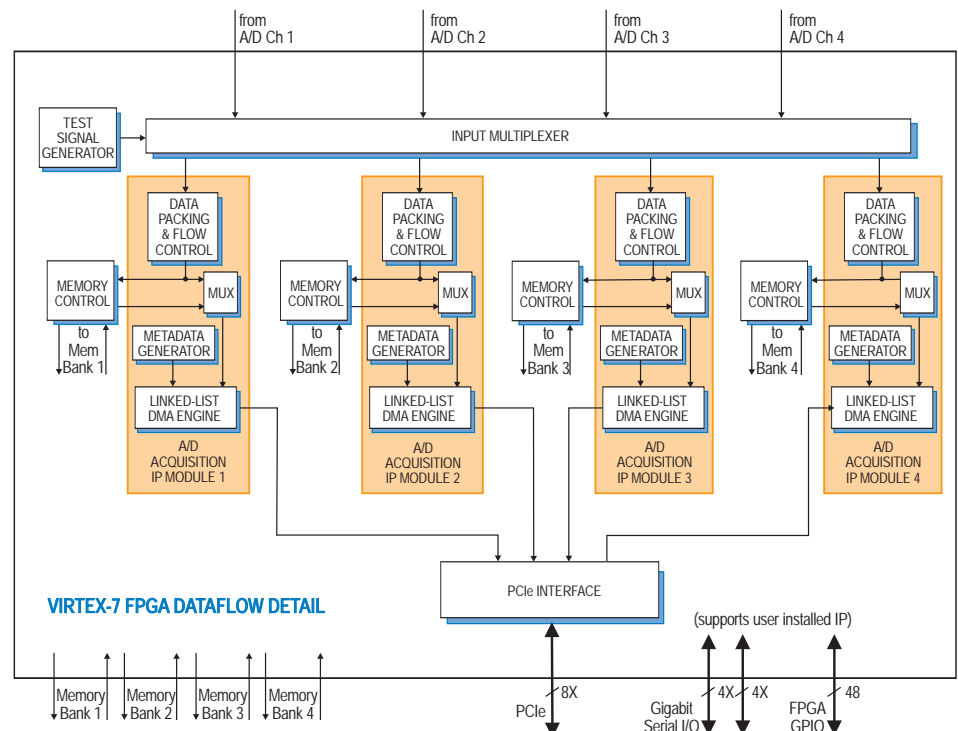 from
A/D Ch 1
from
A/D Ch 2
from
A/D Ch 3
from
A/D Ch 4
TEST
SIGNAL
GENERATOR
INPUT MULTIPLEXER
DATA
PACKING
& FLOW
CONTROL
MEMORY
CONTROL
MUX
to
Mem
Bank 1
METADATA
GENERATOR
LINKED-LIST
DMA ENGINE
A/D
ACQUISITION
IP MODULE 1
DATA
PACKING
& FLOW
CONTROL
MEMORY
CONTROL
MUX
to
Mem
Bank 2
METADATA
GENERATOR
LINKED-LIST
DMA ENGINE
A/D
ACQUISITION
IP MODULE 2
DATA
PACKING
& FLOW
CONTROL
MEMORY
CONTROL
MUX
to
Mem
Bank 3
METADATA
GENERATOR
LINKED-LIST
DMA ENGINE
A/D
ACQUISITION
IP MODULE 3
DATA
PACKING
& FLOW
CONTROL
MEMORY
CONTROL
MUX
to
Mem
Bank 4
METADATA
GENERATOR
LINKED-LIST
DMA ENGINE
A/D
ACQUISITION
IP MODULE 4
PCIe INTERFACE
VIRTEX-7 FPGA DATAFLOW DETAIL
(supports user installed IP)
Memory
Bank 1
Memory
Bank 2
Memory
Bank 3
Memory
Bank 4
8X
PCIe
4X
4X
Gigabit
Serial I/O
48
FPGA
GPIO